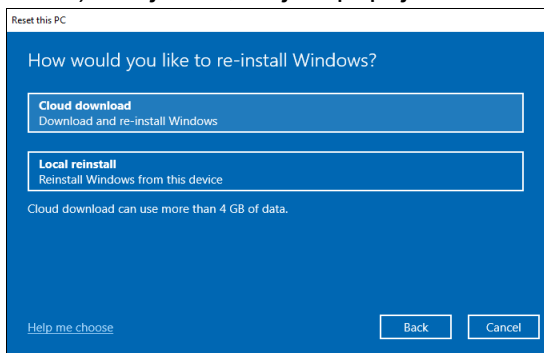 Reset this PC
How would you like to re-install Windows?
Cloud download
Download and re-install Windows
Local reinstall
Reinstall Windows from this device
Cloud download can use more than 4 GB of data.
Help me choose
Back
Cancel